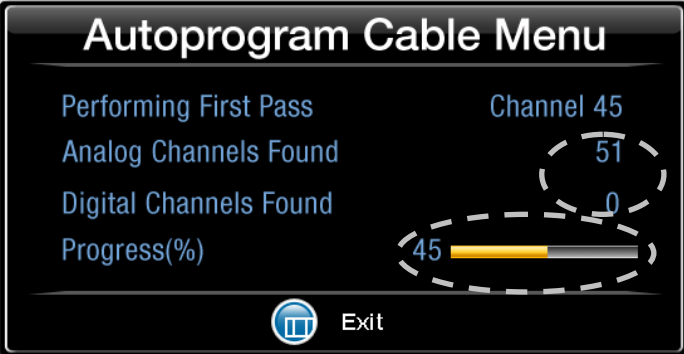 Autoprogram Cable Menu
Performing First Pass Channel 45
Analog Channels Found 51
Digital Channels Found 0
Progress(%) 45
Exit